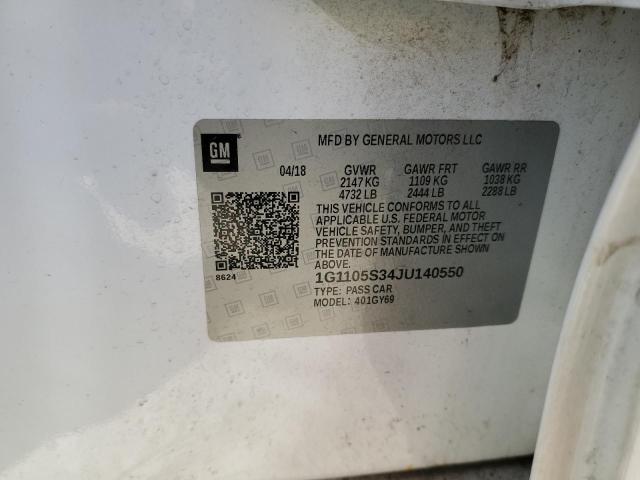 GM
MFD BY GENERAL MOTORS LLC
04/18 GVWR GAWR FRT GAWR RR
2147 KG 1109 KG 1038 KG
4732 LB 2444 LB 2288 LB
THIS VEHICLE CONFORMS TO ALL
APPLICABLE U.S. FEDERAL MOTOR
VEHICLE SAFETY, BUMPER, AND THEFT
PREVENTION STANDARDS IN EFFECT ON
THE DATE OF MANUFACTURE SHOWN
ABOVE.
8624
1G1105S34JU140550
TYPE: PASS CAR
MODEL: 401GY69